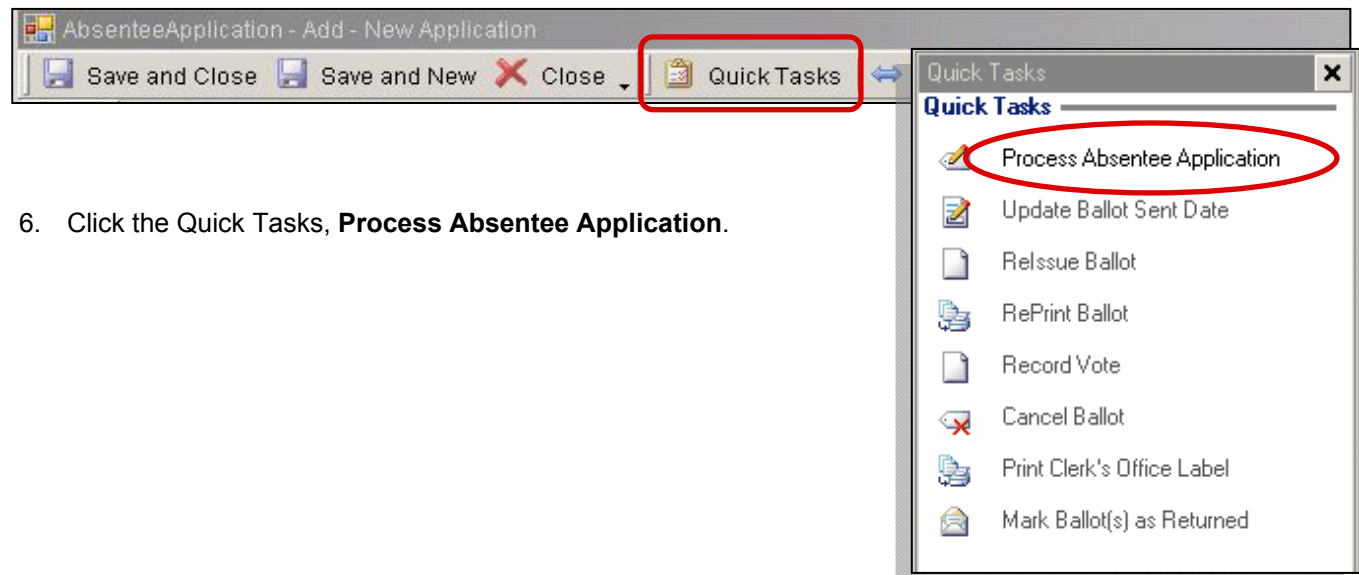 AbsenteeApplication - Add - New Application
Save and Close Save and New Close Quick Tasks
6. Click the Quick Tasks, Process Absentee Application.
Quick Tasks
Quick Tasks
Process Absentee Application
Update Ballot Sent Date
ReIssue Ballot
RePrint Ballot
Record Vote
Cancel Ballot
Print Clerk's Office Label
Mark Ballot(s) as Returned